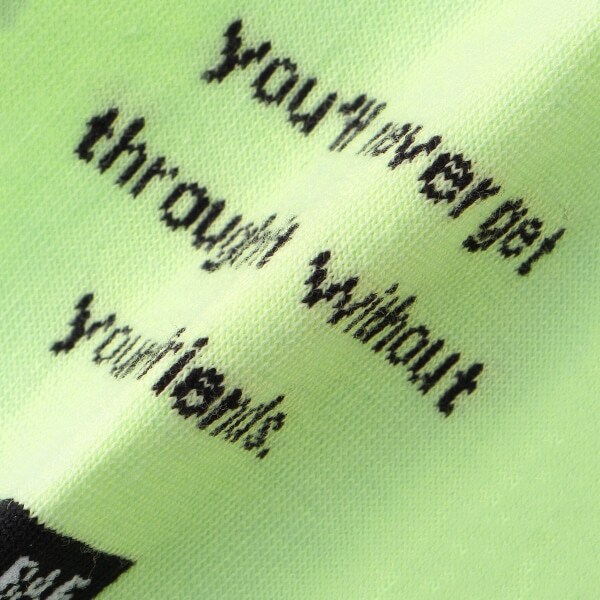 you'll never get
through without
your friends.